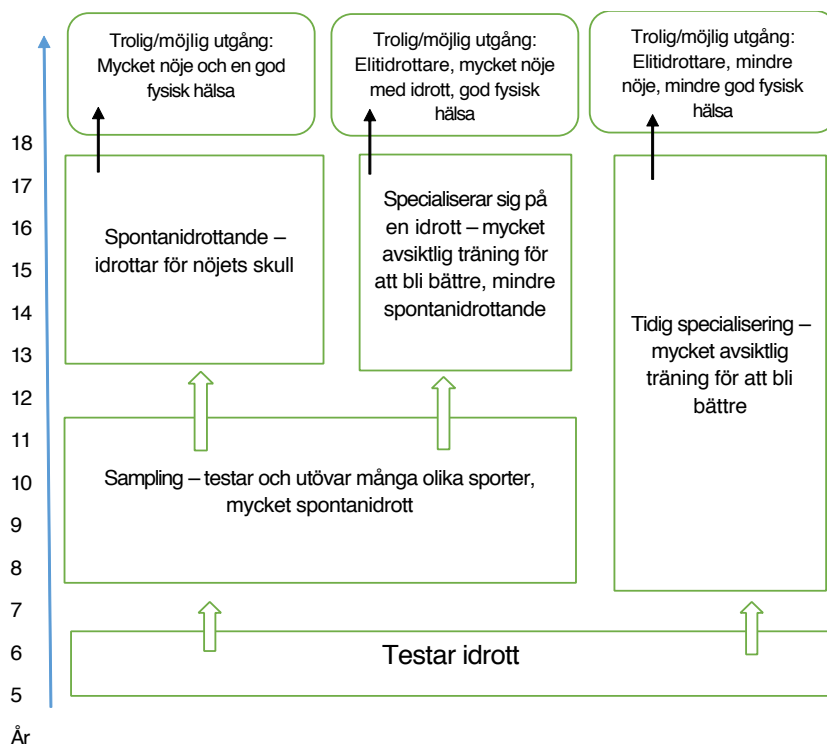 Trolig/möjlig utgång:
Mycket nöje och en god
fysisk hälsa
Trolig/möjlig utgång:
Elitidrottare, mycket nöje
med idrott, god fysisk
hälsa
Trolig/möjlig utgång:
Elitidrottare, mindre
nöje, mindre god fysisk
hälsa
18
17
16
15
14
13
12
11
10
9
8
7
6
5
År
Spontanidrottande –
idrottar för nöjets skull
Specialiserar sig på
en idrott – mycket
avsiktlig träning för
att bli bättre, mindre
spontanidrottande
Tidig specialisering –
mycket avsiktlig
träning för att bli
bättre
Sampling – testar och utövar många olika sporter,
mycket spontanidrott
Testar idrott